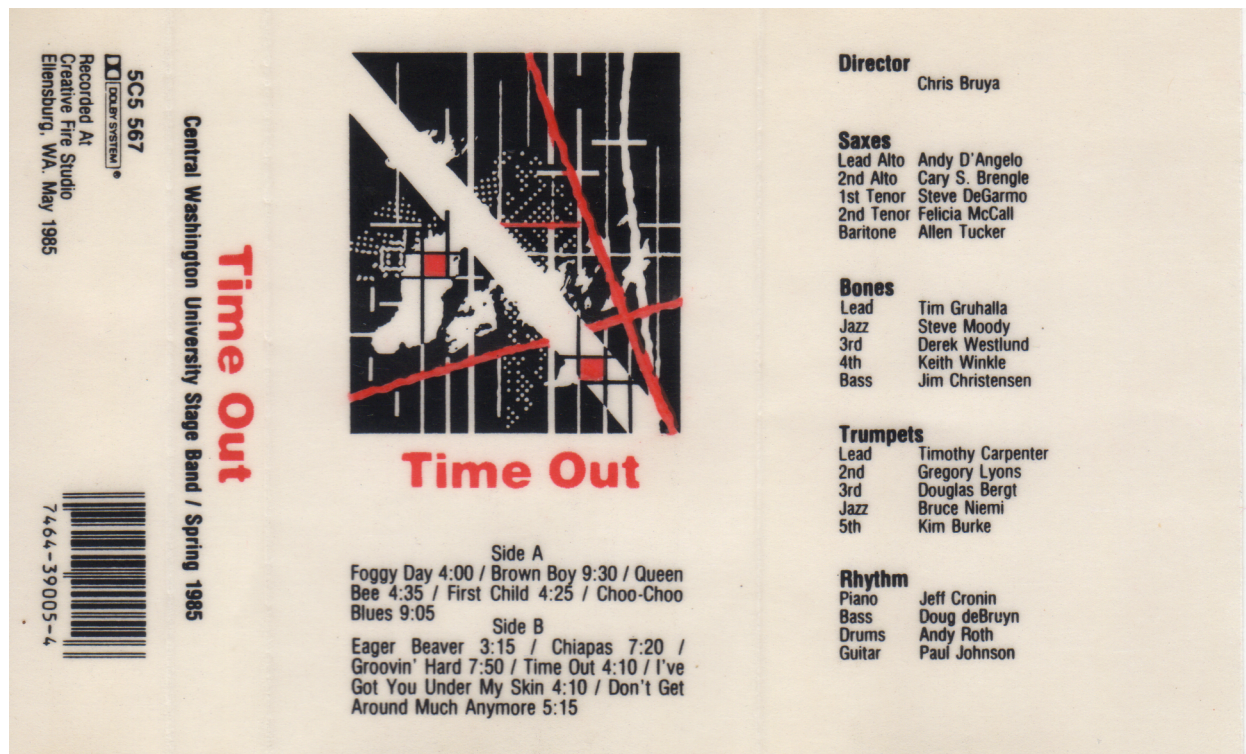 5C5 567
DOLBY SYSTEM®
Recorded At
Creative Fire Studio
Ellensburg, WA. May 1985
7464-39005-4
Time Out
Central Washington University Stage Band / Spring 1985
Time Out
Side A
Foggy Day 4:00 / Brown Boy 9:30 / Queen
Bee 4:35 / First Child 4:25 / Choo-Choo
Blues 9:05
Side B
Eager Beaver 3:15 / Chiapas 7:20 /
Groovin' Hard 7:50 / Time Out 4:10 / I've
Got You Under My Skin 4:10 / Don't Get
Around Much Anymore 5:15
Director
Chris Bruya
Saxes
Lead Alto Andy D'Angelo
2nd Alto Cary S. Brengle
1st Tenor Steve DeGarmo
2nd Tenor Felicia McCall
Baritone Allen Tucker
Bones
Lead Tim Gruhalla
Jazz Steve Moody
3rd Derek Westlund
4th Keith Winkle
Bass Jim Christensen
Trumpets
Lead Timothy Carpenter
2nd Gregory Lyons
3rd Douglas Bergt
Jazz Bruce Niemi
5th Kim Burke
Rhythm
Piano Jeff Cronin
Bass Doug deBruyn
Drums Andy Roth
Guitar Paul Johnson